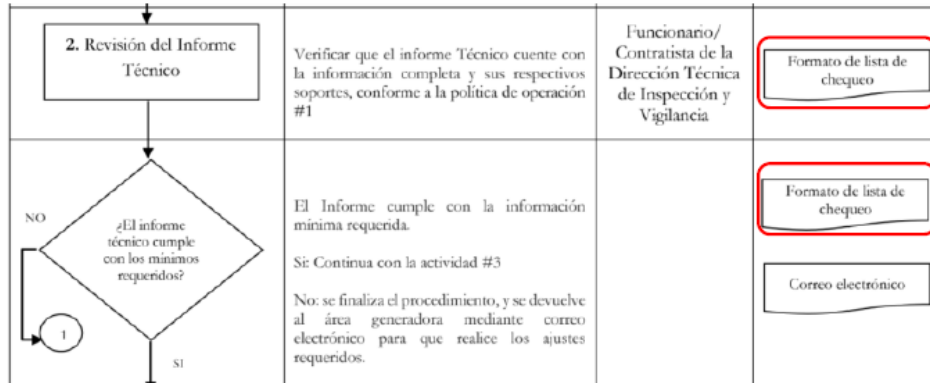 2. Revisión del Informe
Técnico
Verificar que el informe Técnico cuente con
la información completa y sus respectivos
soportes, conforme a la política de operación
#1
Funcionario/
Contratista de la
Dirección Técnica
de Inspección y
Vigilancia
Formato de lista de
chequeo
NO
¿El informe
técnico cumple
con los mínimos
requeridos?
1
SI
El Informe cumple con la información
mínima requerida.
Si: Continua con la actividad #3
No: se finaliza el procedimiento, y se devuelve
al área generadora mediante correo
electrónico para que realice los ajustes
requeridos.
Formato de lista de
chequeo
Correo electrónico